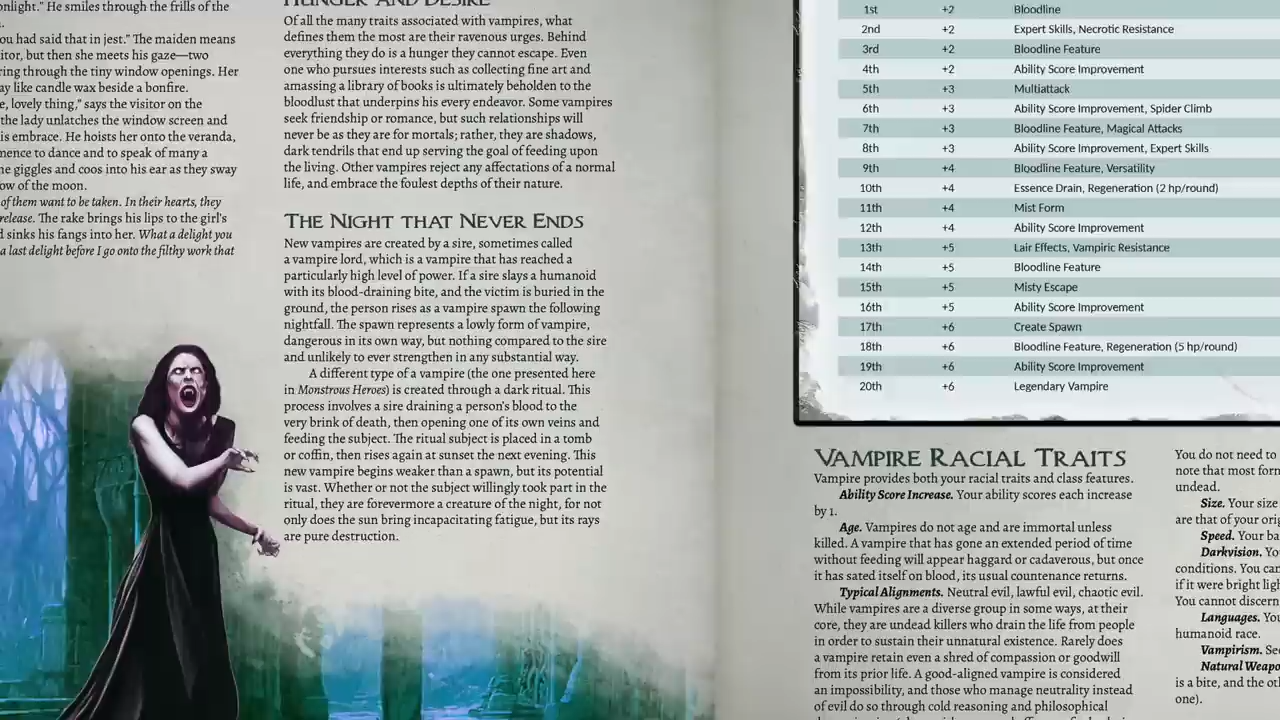 onlight." He smiles through the frills of the
ou had said that in jest." The maiden means
itor, but then she meets his gaze—two
ring through the tiny window openings. Her
ay like candle wax beside a bonfire.
e, lovely thing," says the visitor on the
the lady unlatches the window screen and
is embrace. He hoists her onto the veranda,
mence to dance and to speak of many a
he giggles and coos into his ear as they sway
ow of the moon.
of them want to be taken. In their hearts, they
release. The rake brings his lips to the girl's
d sinks his fangs into her. What a delight you
a last delight before I go onto the filthy work that
Hunger and Desire
Of all the many traits associated with vampires, what
defines them the most are their ravenous urges. Behind
everything they do is a hunger they cannot escape. Even
one who pursues interests such as collecting fine art and
amassing a library of books is ultimately beholden to the
bloodlust that underpins his every endeavor. Some vampires
seek friendship or romance, but such relationships will
never be as they are for mortals; rather, they are shadows,
dark tendrils that end up serving the goal of feeding upon
the living. Other vampires reject any affectations of a normal
life, and embrace the foulest depths of their nature.
The Night that Never Ends
New vampires are created by a sire, sometimes called
a vampire lord, which is a vampire that has reached a
particularly high level of power. If a sire slays a humanoid
with its blood-draining bite, and the victim is buried in the
ground, the person rises as a vampire spawn the following
nightfall. The spawn represents a lowly form of vampire,
dangerous in its own way, but nothing compared to the sire
and unlikely to ever strengthen in any substantial way.
A different type of a vampire (the one presented here
in Monstrous Heroes) is created through a dark ritual. This
process involves a sire draining a person's blood to the
very brink of death, then opening one of its own veins and
feeding the subject. The ritual subject is placed in a tomb
or coffin, then rises again at sunset the next evening. This
new vampire begins weaker than a spawn, but its potential
is vast. Whether or not the subject willingly took part in the
ritual, they are forevermore a creature of the night, for not
only does the sun bring incapacitating fatigue, but its rays
are pure destruction.
1st +2 Bloodline
2nd +2 Expert Skills, Necrotic Resistance
3rd +2 Bloodline Feature
4th +2 Ability Score Improvement
5th +3 Multiattack
6th +3 Ability Score Improvement, Spider Climb
7th +3 Bloodline Feature, Magical Attacks
8th +3 Ability Score Improvement, Expert Skills
9th +4 Bloodline Feature, Versatility
10th +4 Essence Drain, Regeneration (2 hp/round)
11th +4 Mist Form
12th +4 Ability Score Improvement
13th +5 Lair Effects, Vampiric Resistance
14th +5 Bloodline Feature
15th +5 Misty Escape
16th +5 Ability Score Improvement
17th +6 Create Spawn
18th +6 Bloodline Feature, Regeneration (5 hp/round)
19th +6 Ability Score Improvement
20th +6 Legendary Vampire
Vampire Racial Traits
Vampire provides both your racial traits and class features.
Ability Score Increase. Your ability scores each increase
by 1.
Age. Vampires do not age and are immortal unless
killed. A vampire that has gone an extended period of time
without feeding will appear haggard or cadaverous, but once
it has sated itself on blood, its usual countenance returns.
Typical Alignments. Neutral evil, lawful evil, chaotic evil.
While vampires are a diverse group in some ways, at their
core, they are undead killers who drain the life from people
in order to sustain their unnatural existence. Rarely does
a vampire retain even a shred of compassion or goodwill
from its prior life. A good-aligned vampire is considered
an impossibility, and those who manage neutrality instead
of evil do so through cold reasoning and philosophical
You do not need to
note that most form
undead.
Size. Your size
are that of your orig
Speed. Your ba
Darkvision. Yo
conditions. You can
if it were bright ligh
You cannot discern
Languages. You
humanoid race.
Vampirism. See
Natural Weapo
is a bite, and the oth
one).